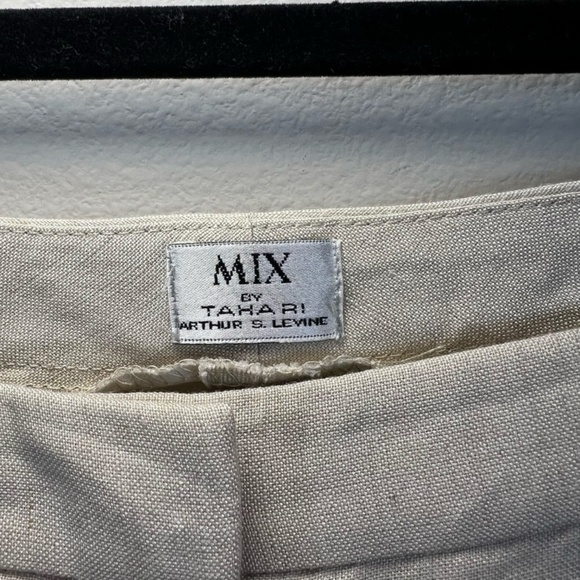 MIX
BY
TAHARI
ARTHUR S. LEVINE